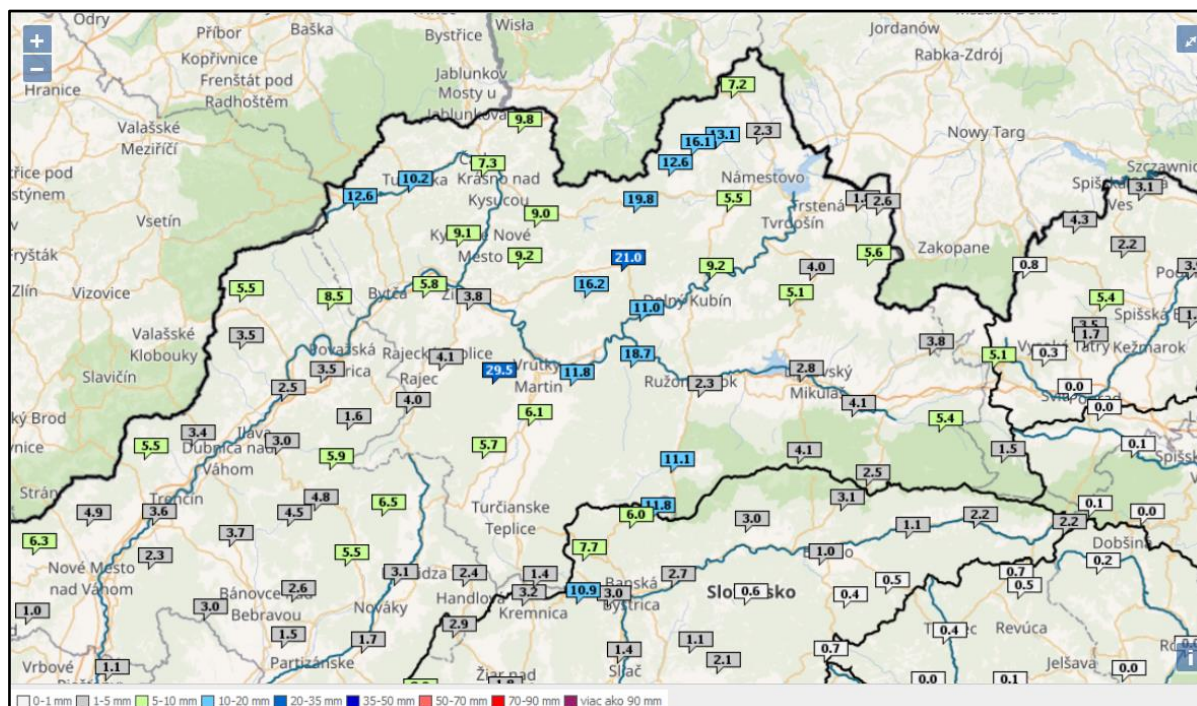 Odry
Příbor
Baška
Bystřice
Wisła
Jordanów
Rabka-Zdrój
+
−
Kopřivnice
Frenštát pod
Radhoštěm
Hranice
Jablunkov
Mosty u
Jablunkova
7.2
9.8
Valašské
Meziříčí
16.1
13.1
2.3
Nowy Targ
12.6
7.3
10.2
Krásno nad
Kysucou
Námestovo
Szczawnic
3.1
12.6
19.8
5.5
2.6
Ves
Vsetín
9.0
Trstená
Tvrdošín
4.3
9.1
Kysucké Nové
Mesto
9.2
21.0
9.2
5.6
Zakopane
2.2
4.0
0.8
Zlín
Vizovice
5.5
8.5
Bytča
5.8
3.8
16.2
5.1
5.4
11.0
Dolný Kubín
3.5
Valašské
Klobouky
3.5
1.7
Považská
3.8
0.3
Vysoké Tatry
Kežmarok
Slavičín
4.1
Rajec
3.5
29.5
Vrútky
Martin
11.8
18.7
5.1
2.5
4.0
2.3
2.8
Mikuláš
0.0
1.6
6.1
4.1
0.0
5.4
3.4
3.0
Dubnica nad
Váhom
5.5
5.9
5.7
4.1
1.5
0.1
11.1
2.5
Trenčín
4.9
3.6
4.8
4.5
6.5
Turčianske
Teplice
11.8
6.0
3.1
0.1
0.0
3.0
2.2
2.2
6.3
3.7
1.1
Dobšiná
2.3
5.5
7.7
1.0
0.2
Nové Mesto
nad Váhom
3.1
2.4
1.4
2.7
0.7
0.5
2.6
Handlová
3.2
Kremnica
10.9
3.0
Banská
Bystrica
0.6
Slovensko
0.4
0.5
1.0
3.0
Bánovce nad
Bebravou
Nováky
1.5
1.7
2.9
0.4
Revúca
1.4
1.1
0.7
Vrbové
1.1
Partizánske
Žiar nad
Sliač
2.1
Jelšava
0.0
0.0
0.1
0-1 mm 1-5 mm 5-10 mm 10-20 mm 20-35 mm 35-50 mm 50-70 mm 70-90 mm viac ako 90 mm